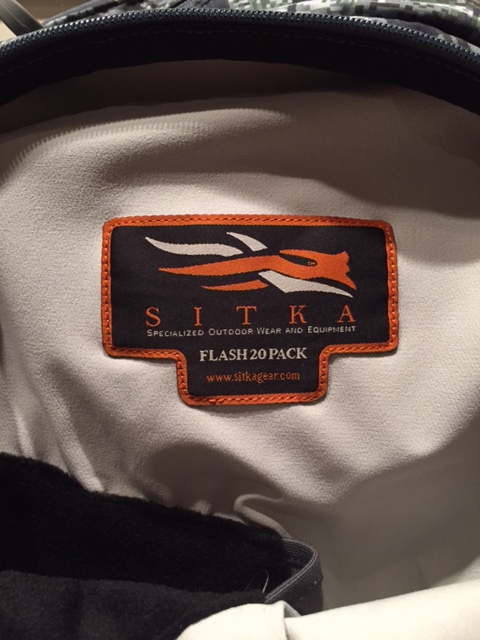 SITKA
SPECIALIZED OUTDOOR WEAR AND EQUIPMENT
FLASH 20 PACK
www.sitkagear.com